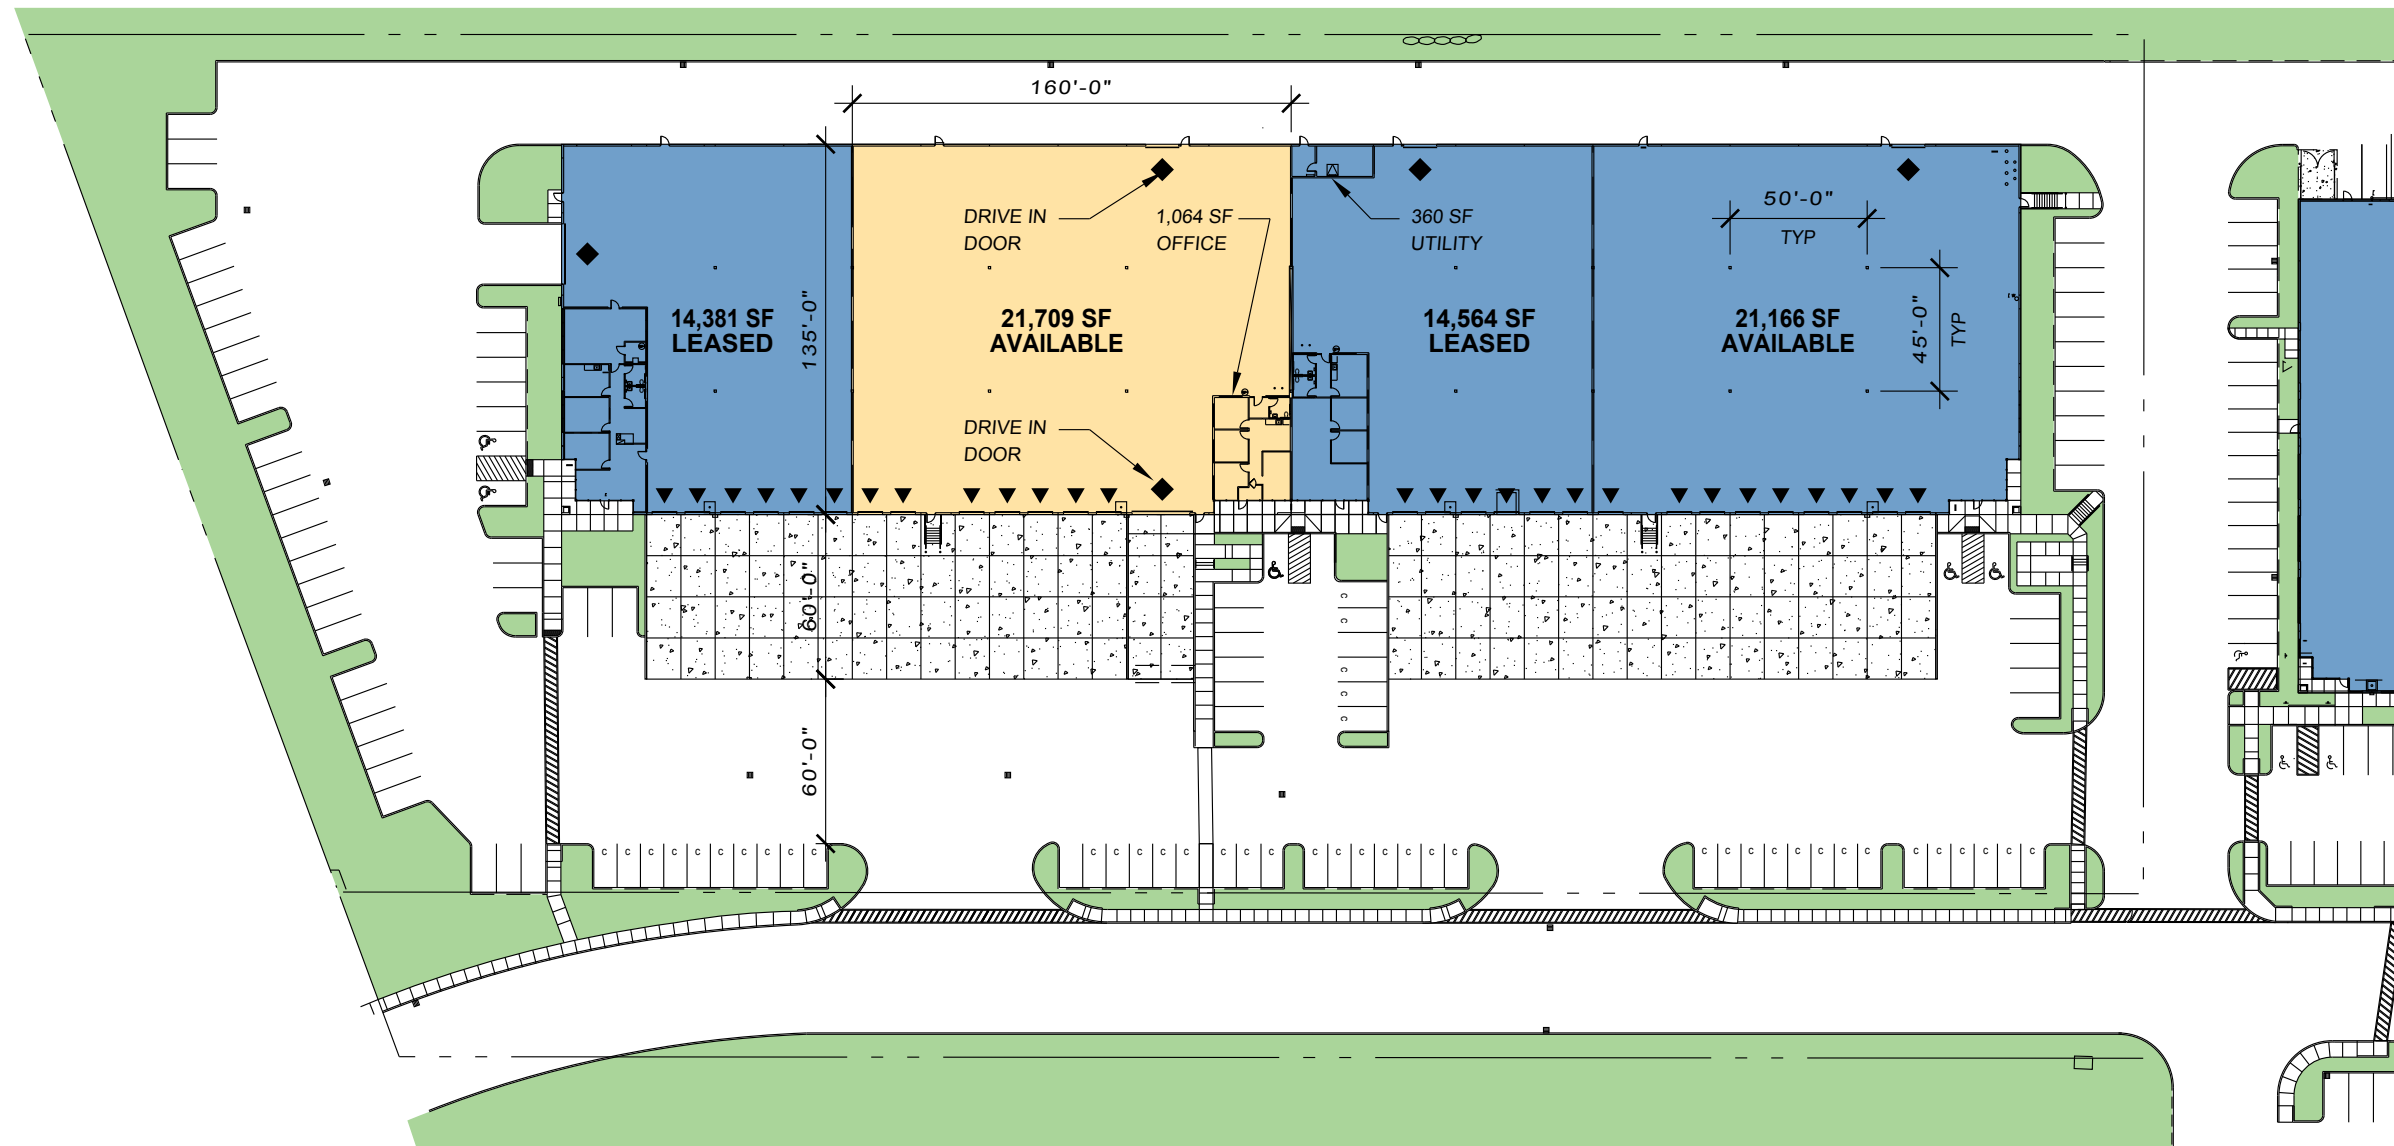 160'-0"
DRIVE IN
DOOR
1,064 SF
OFFICE
360 SF
UTILITY
50'-0"
TYP
14,381 SF
LEASED
135'-0"
21,709 SF
AVAILABLE
14,564 SF
LEASED
21,166 SF
AVAILABLE
45'-0"
TYP
DRIVE IN
DOOR
60'-0"
C
C
C
C
C
C
60'-0"
C C C C C C C C C C
C C C C C C C C C C C C C C C C
C C C C C C C C C C C C C C